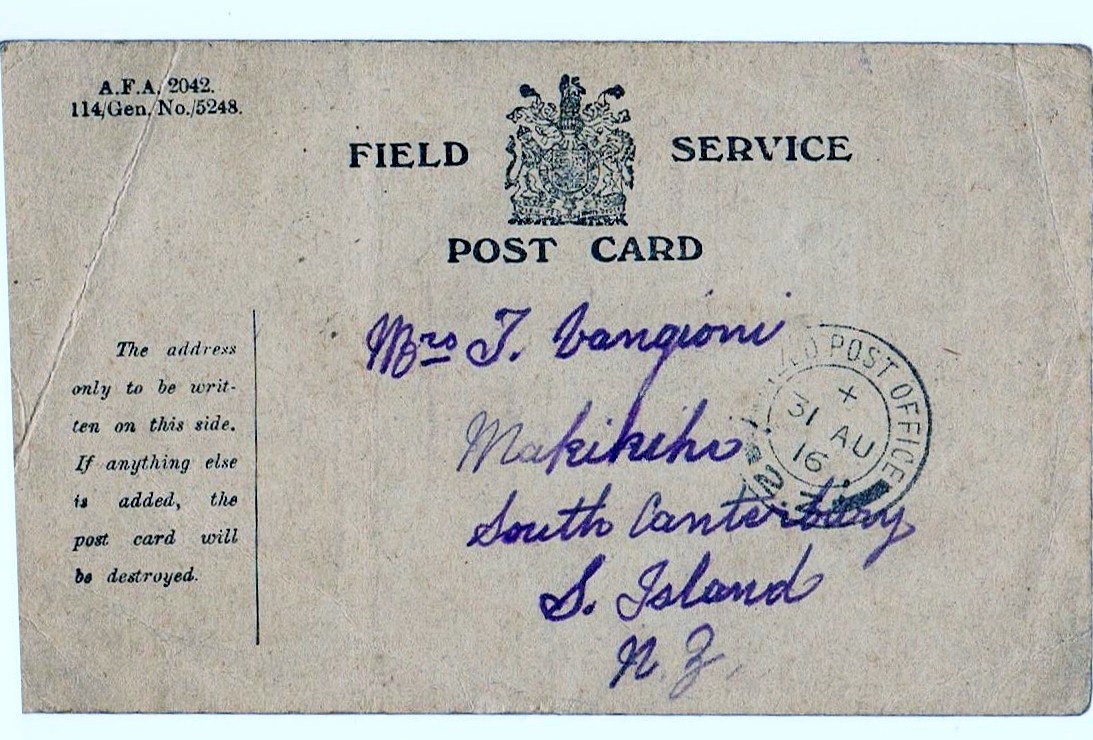 A.F.A. 2042.
114/Gen. No./5248.
FIELD SERVICE
POST CARD
The address
only to be writ-
ten on this side.
If anything else
is added, the
post card will
be destroyed.
Mrs T. Vangioni
Makikihi
South Canterbury
S. Island
N. Z.
FIELD POST OFFICE
X
31 AU
16